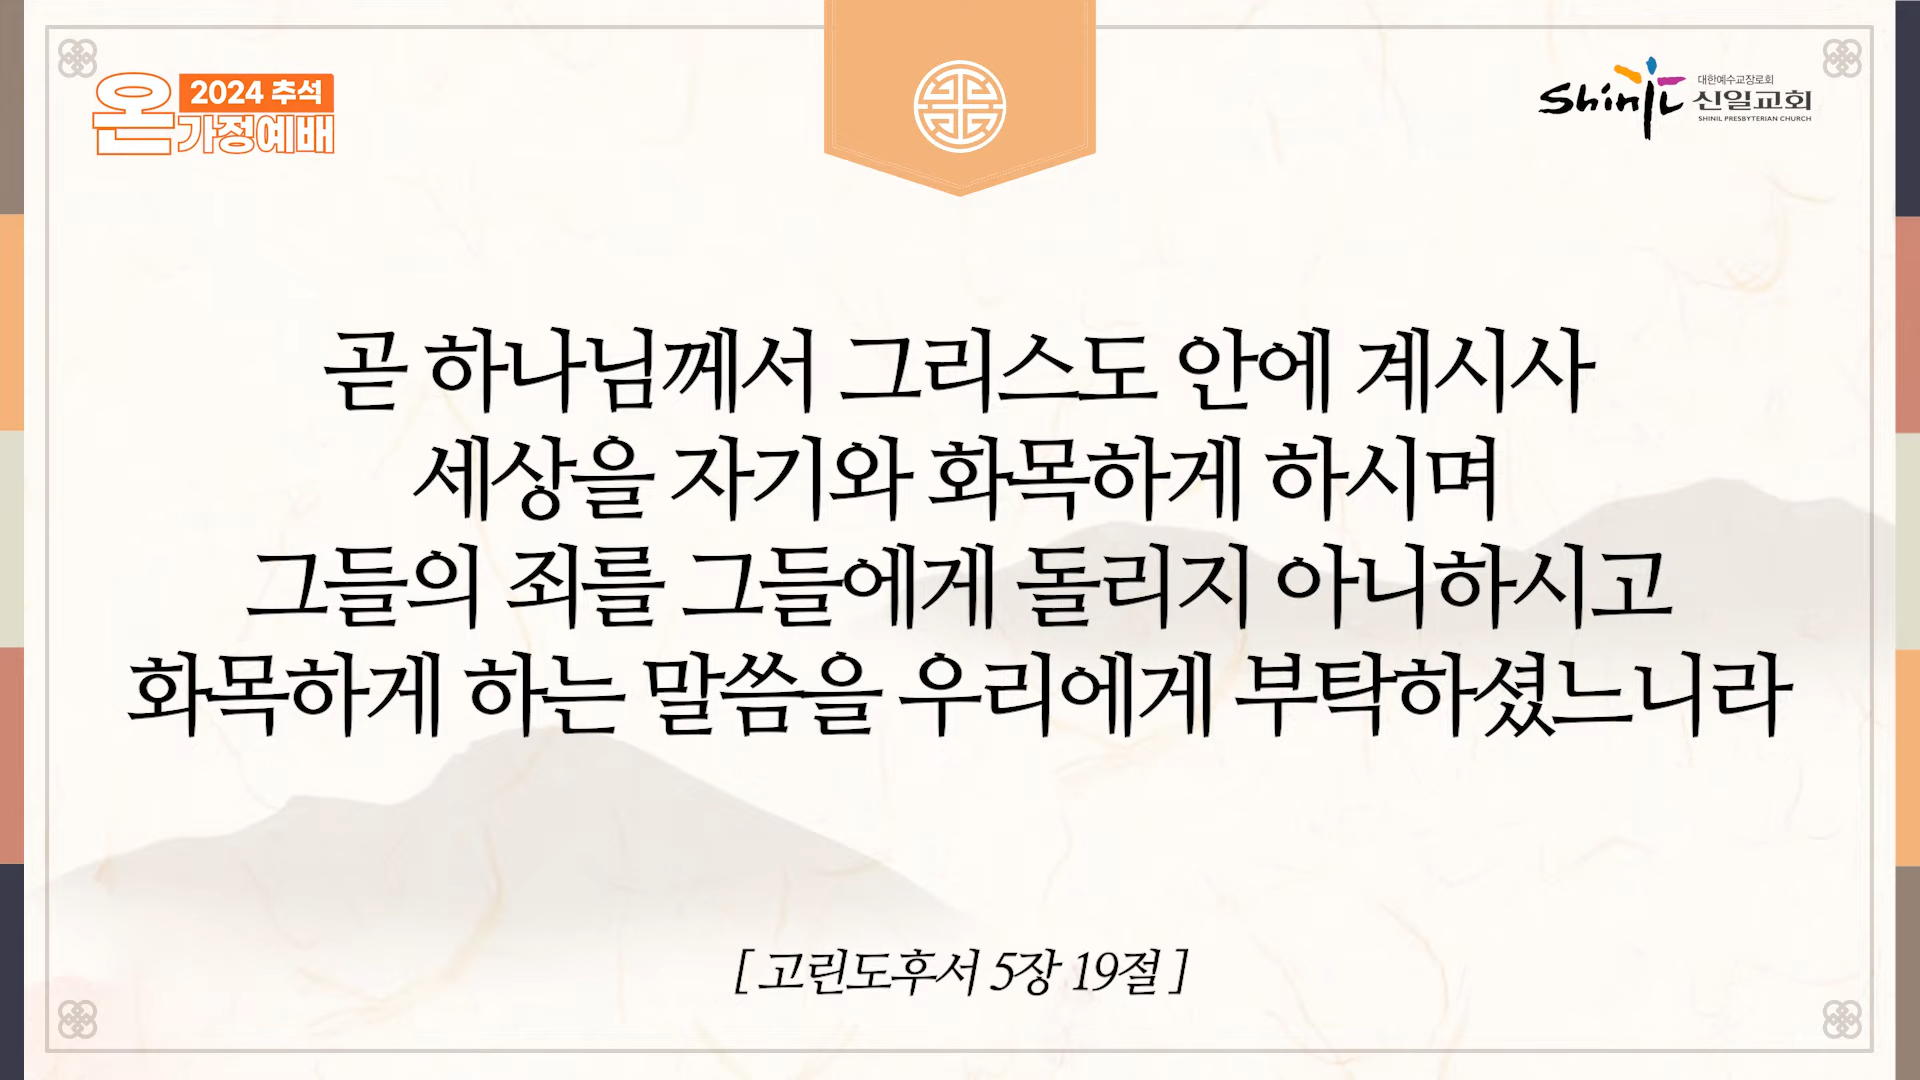 온 2024 추석
가정예배
Shinil
대한예수교장로회
신일교회
SHINIL PRESBYTERIAN CHURCH
곧 하나님께서 그리스도 안에 계시사
세상을 자기와 화목하게 하시며
그들의 죄를 그들에게 돌리지 아니하시고
화목하게 하는 말씀을 우리에게 부탁하셨느니라
[ 고린도후서 5장 19절 ]